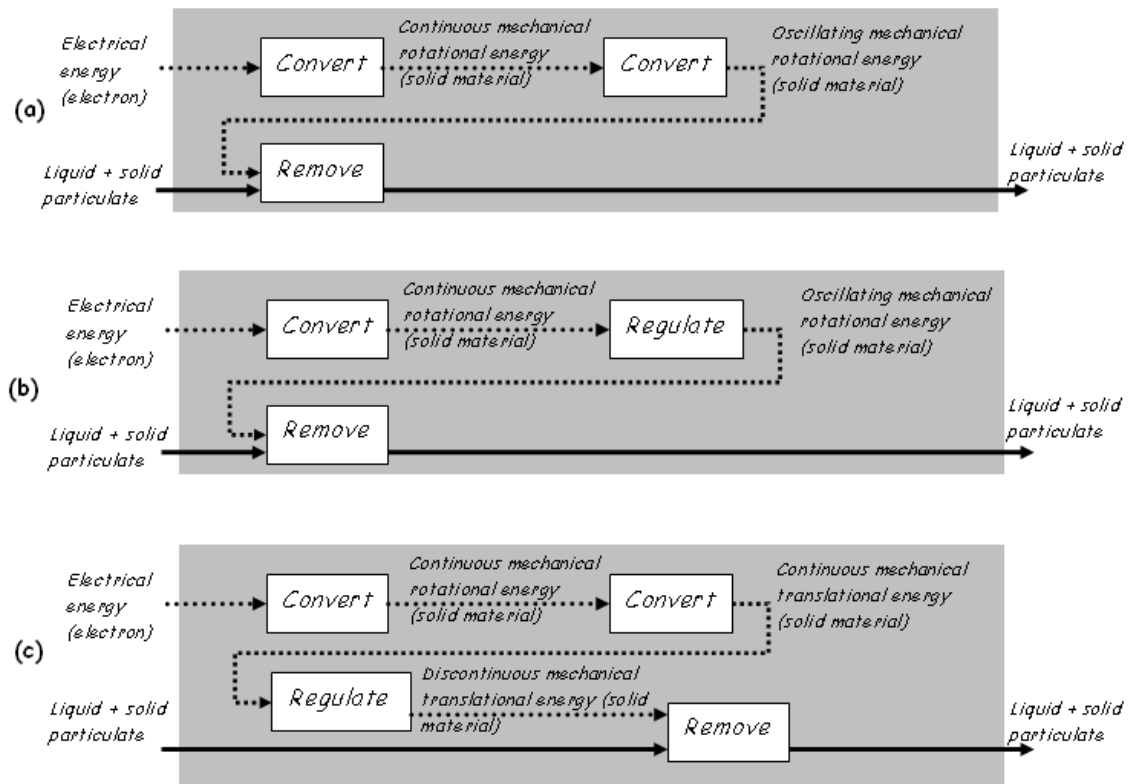 Electrical
energy
(electron)
Convert
Continuous mechanical
rotational energy
(solid material)
Convert
Oscillating mechanical
rotational energy
(solid material)
(a)
Liquid + solid
particulate
Remove
Liquid + solid
particulate
Electrical
energy
(electron)
Convert
Continuous mechanical
rotational energy
(solid material)
Regulate
Oscillating mechanical
rotational energy
(solid material)
(b)
Liquid + solid
particulate
Remove
Liquid + solid
particulate
Electrical
energy
(electron)
Convert
Continuous mechanical
rotational energy
(solid material)
Convert
Continuous mechanical
translational energy
(solid material)
(c)
Regulate
Discontinuous mechanical
translational energy (solid
material)
Liquid + solid
particulate
Remove
Liquid + solid
particulate